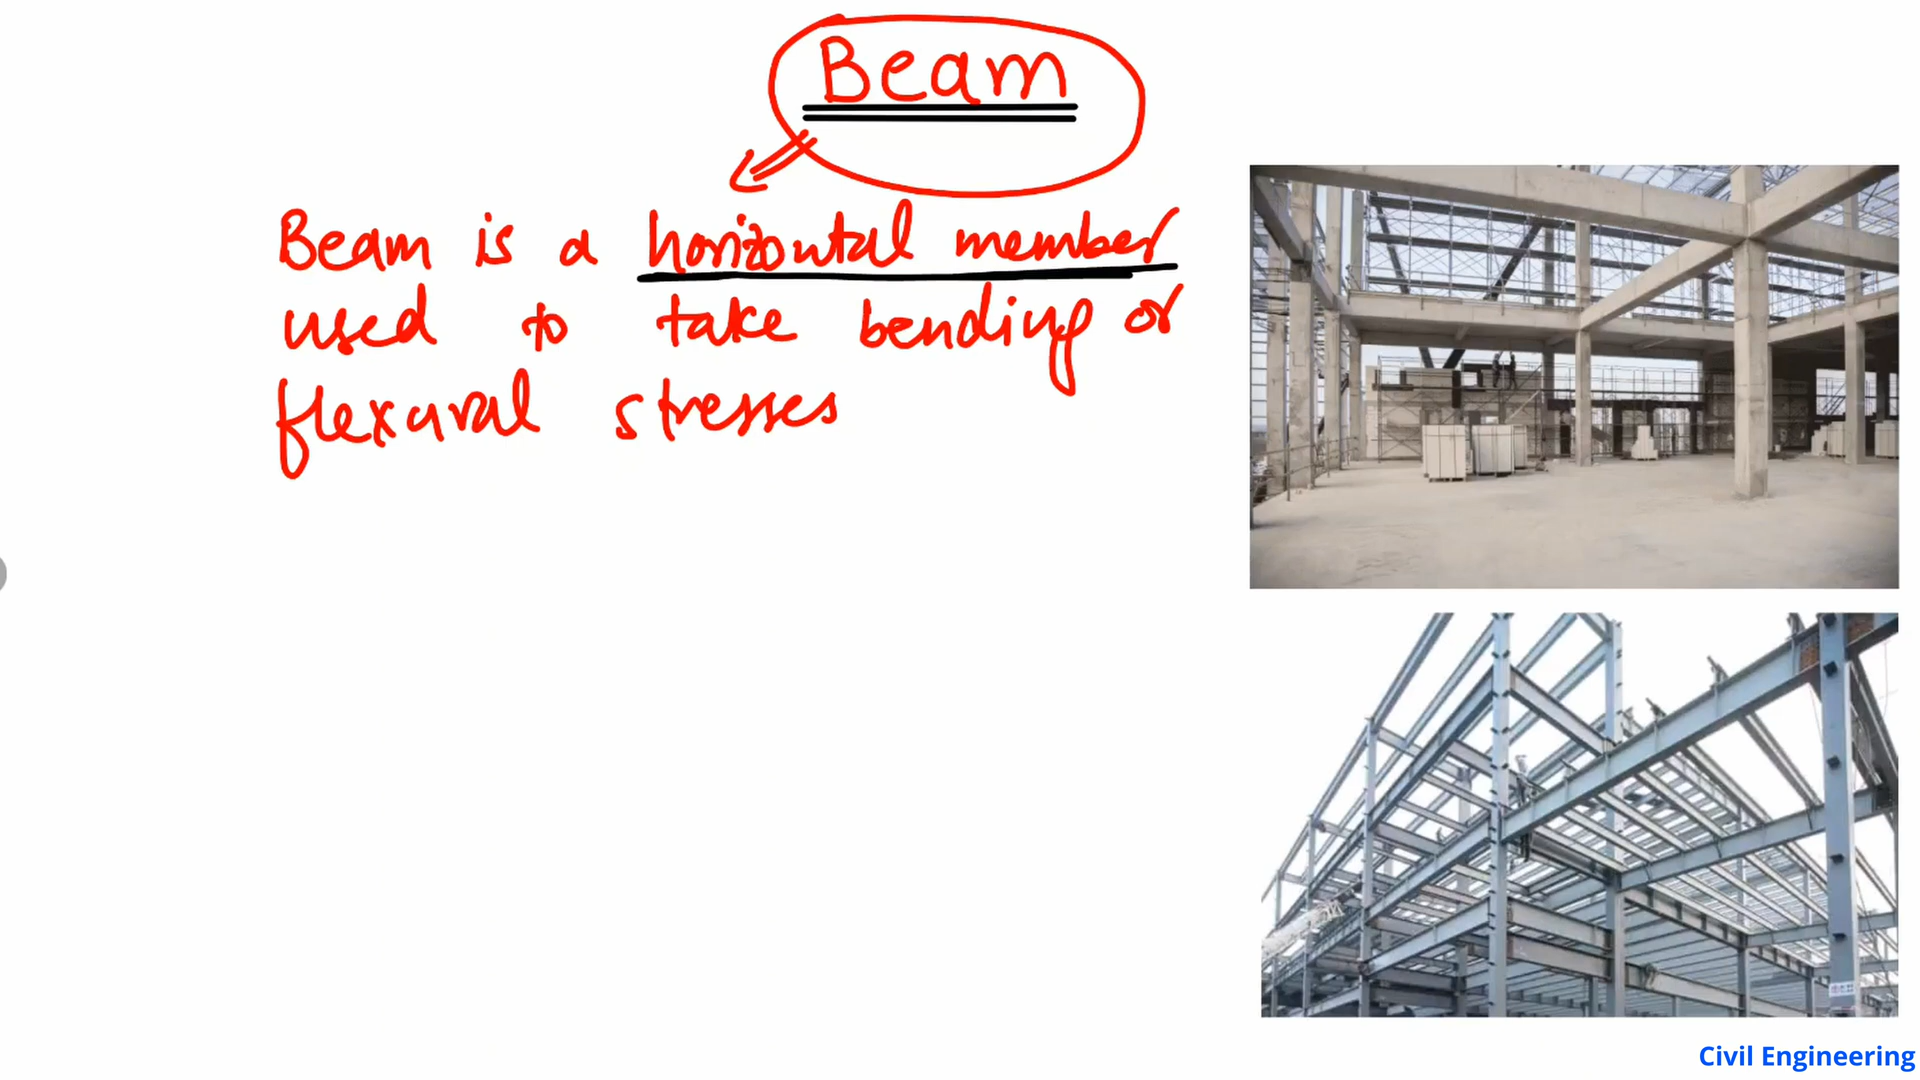 Beam
Beam is a horizontal member
used to take bending or
flexural stresses
Civil Engineering